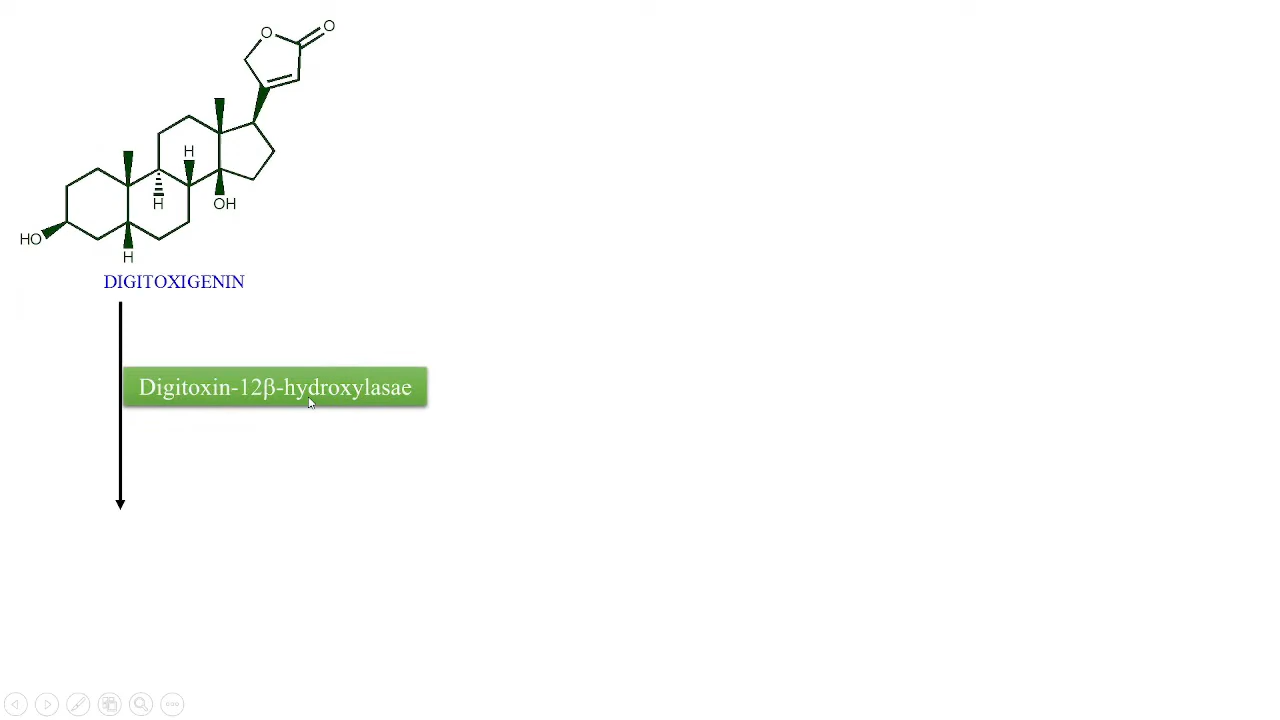 O
O
H
H
OH
HO
H
DIGITOXIGENIN
Digitoxin-12β-hydroxylasae